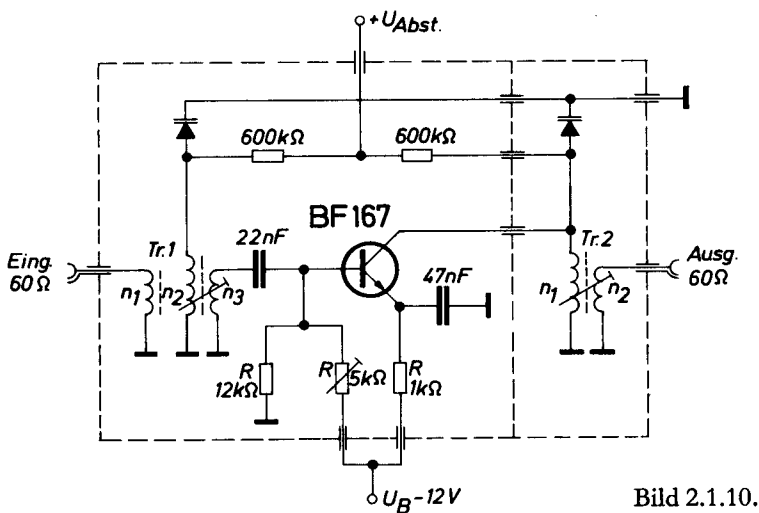 +U Abst.
600kΩ
600kΩ
BF167
Eing.
60Ω
Tr.1
n1
n2
n3
22nF
47nF
Tr.2
n1
n2
Ausg.
60Ω
R
12kΩ
R
5kΩ
R
1kΩ
UB -12V
Bild 2.1.10.